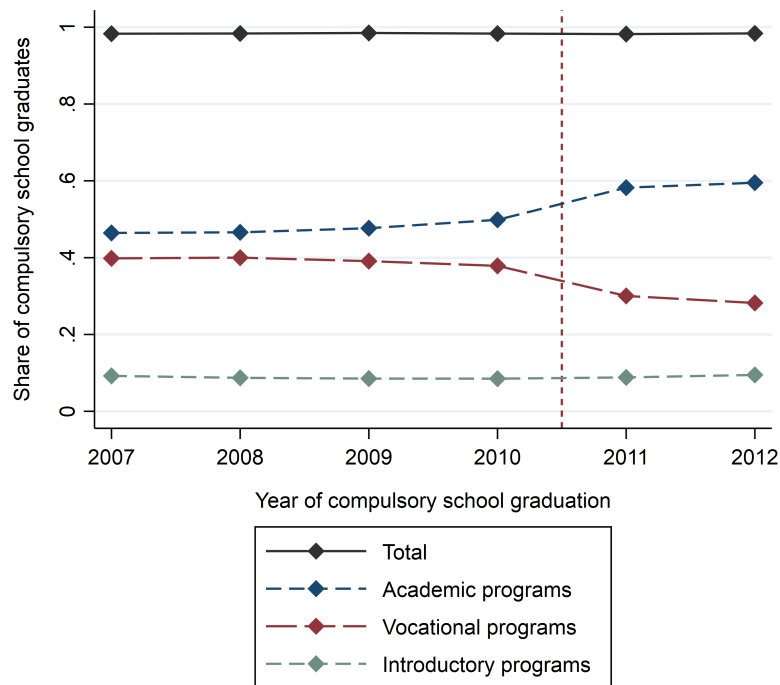 Share of compulsory school graduates
1
.8
.6
.4
.2
0
2007 2008 2009 2010 2011 2012
Year of compulsory school graduation
Total
Academic programs
Vocational programs
Introductory programs